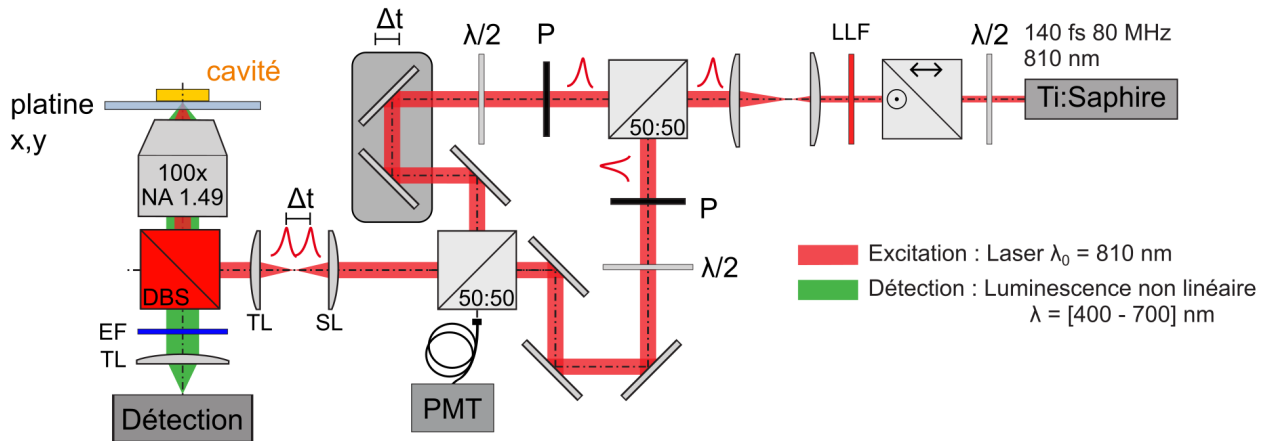 Δt
λ/2
P
LLF
λ/2
140 fs 80 MHz
810 nm
Ti:Saphire
cavité
platine
x,y
50:50
100x
NA 1.49
Δt
P
DBS
TL
SL
50:50
λ/2
Excitation : Laser λ₀ = 810 nm
Détection : Luminescence non linéaire
λ = [400 - 700] nm
EF
TL
PMT
Détection